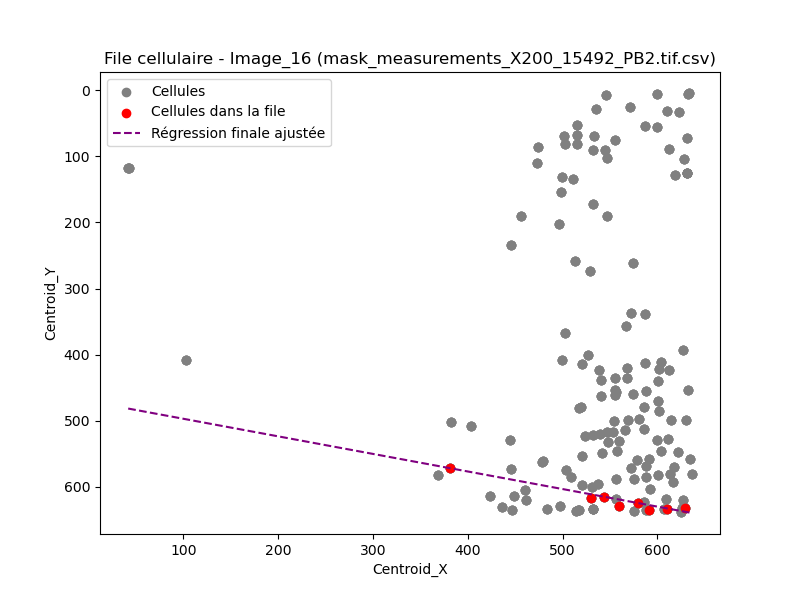 File cellulaire - Image_16 (mask_measurements_X200_15492_PB2.tif.csv)
Cellules
Cellules dans la file
Régression finale ajustée
0
100
200
300
400
500
600
Centroid_Y
100 200 300 400 500 600
Centroid_X